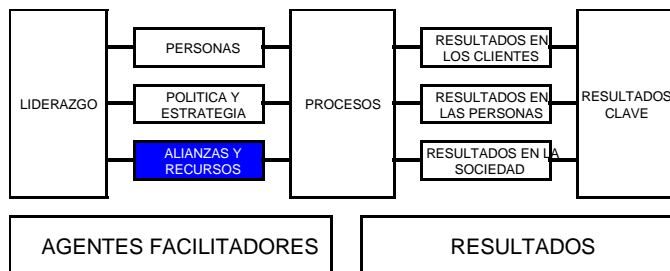 LIDERAZGO
PERSONAS
POLITICA Y
ESTRATEGIA
ALIANZAS Y
RECURSOS
PROCESOS
RESULTADOS EN
LOS CLIENTES
RESULTADOS EN
LAS PERSONAS
RESULTADOS EN LA
SOCIEDAD
RESULTADOS
CLAVE
AGENTES FACILITADORES
RESULTADOS